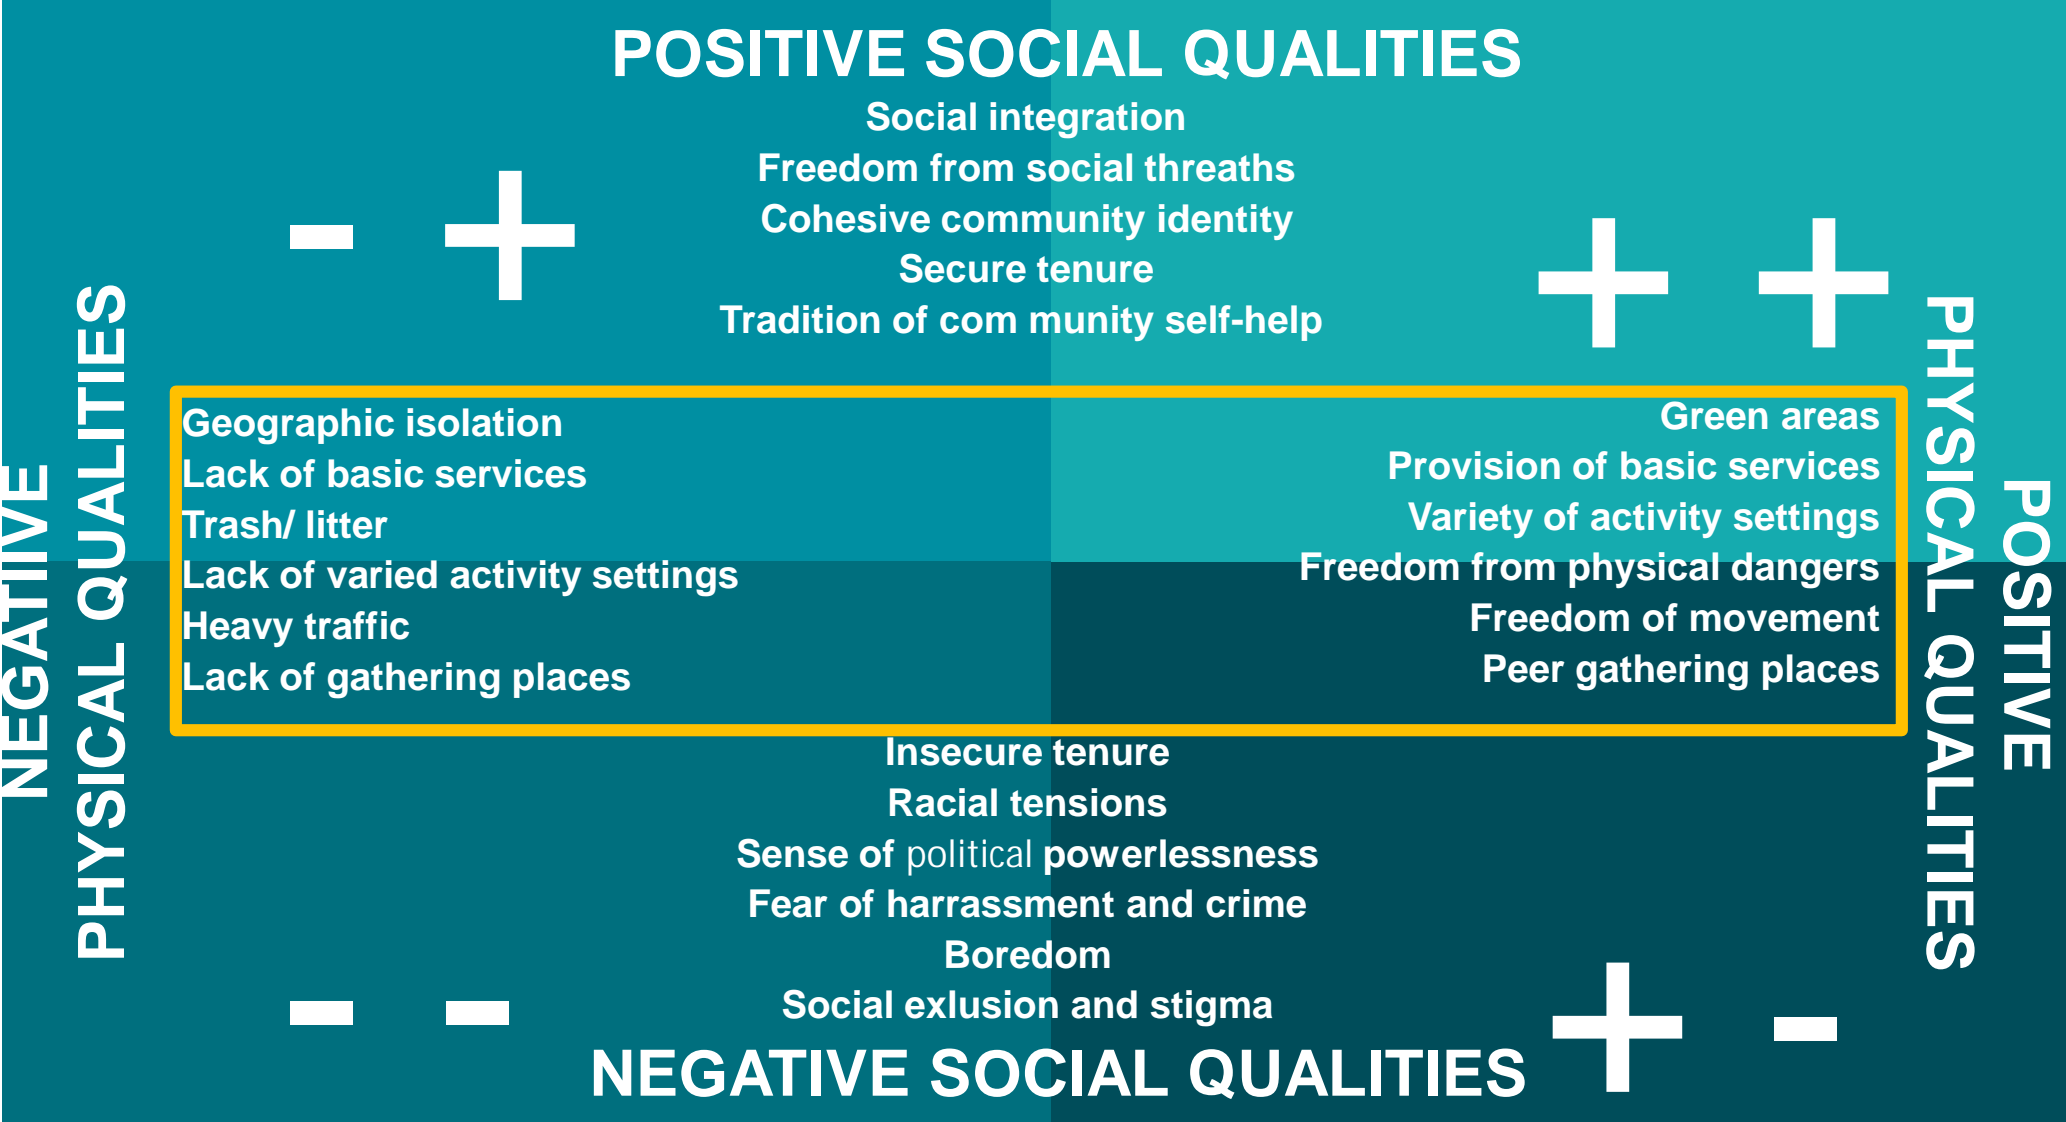 POSITIVE SOCIAL QUALITIES
Social integration
Freedom from social threaths
Cohesive community identity
Secure tenure
Tradition of com munity self-help
- +
+ +
NEGATIVE
PHYSICAL QUALITIES
Geographic isolation
Lack of basic services
Trash/ litter
Lack of varied activity settings
Heavy traffic
Lack of gathering places
Green areas
Provision of basic services
Variety of activity settings
Freedom from physical dangers
Freedom of movement
Peer gathering places
POSITIVE
PHYSICAL QUALITIES
Insecure tenure
Racial tensions
Sense of political powerlessness
Fear of harrassment and crime
Boredom
Social exlusion and stigma
- -
+ -
NEGATIVE SOCIAL QUALITIES